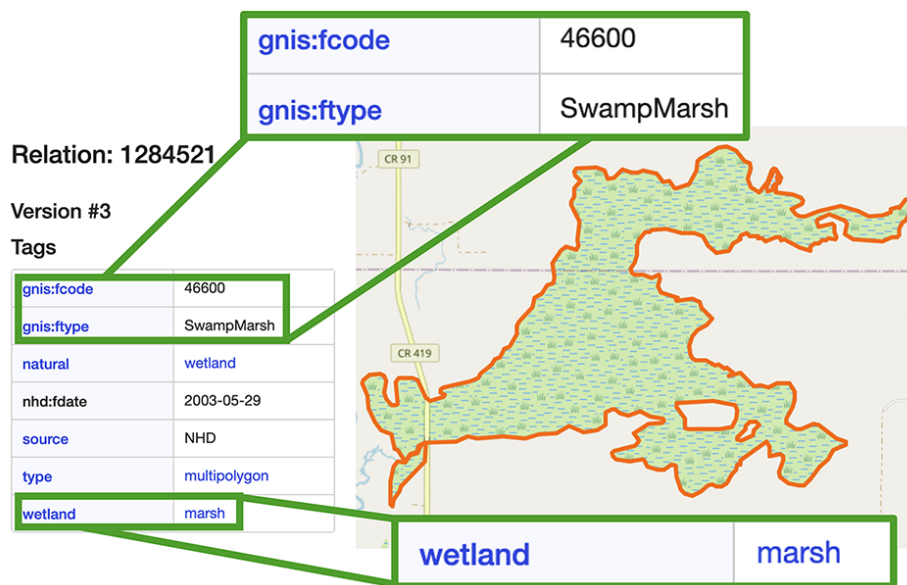 gnis:fcode 46600
gnis:ftype SwampMarsh
Relation: 1284521
Version #3
Tags
gnis:fcode 46600
gnis:ftype SwampMarsh
natural wetland
nhd:fdate 2003-05-29
source NHD
type multipolygon
wetland marsh
CR 91
CR 419
wetland marsh